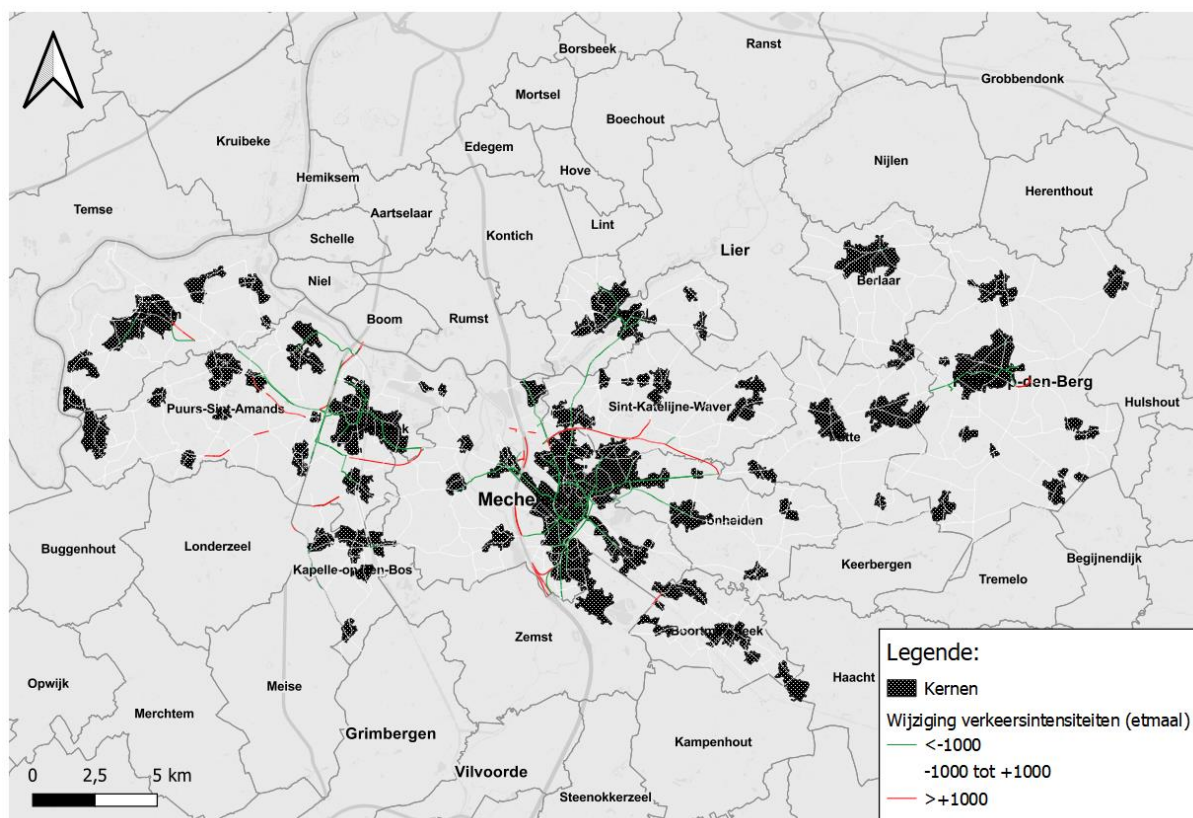 Borsbeek
Ranst
Grobbendonk
Mortsel
Boechout
Kruibeke
Edegem
Nijlen
Hemiksem
Hove
Herenthout
Temse
Aartselaar
Lint
Schelle
Kontich
Lier
Niel
Berlaar
Boom
Rumst
op-den-Berg
Hulshout
Puurs-Sint-Amands
Sint-Katelijne-Waver
Buggenhout
Londerzeel
Kapelle-op-den-Bos
Keerbergen
Begijnendijk
Tremelo
Zemst
Haacht
Opwijk
Meise
Merchtem
Grimbergen
Kampenhout
Vilvoorde
Steenokkerzeel
0 2,5 5 km
Legende:
Kernen
Wijziging verkeersintensiteiten (etmaal)
<-1000
-1000 tot +1000
>+1000